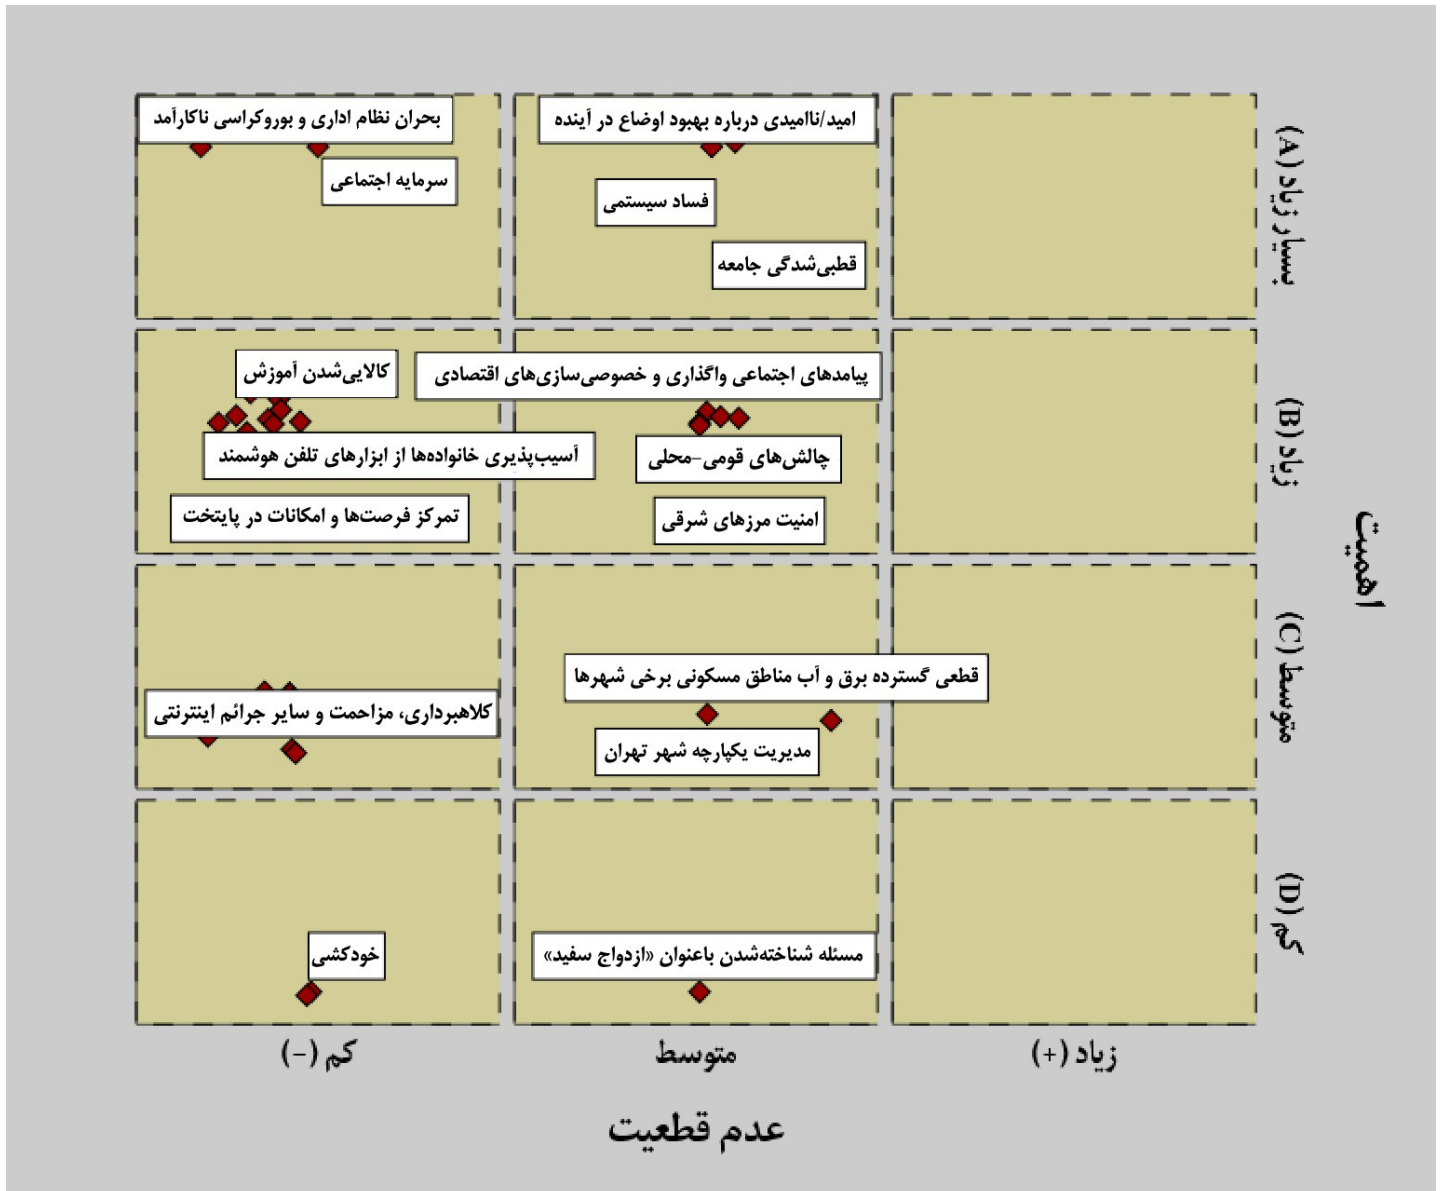 بحران نظام اداری و بوروکراسی ناکارآمد
امید/ناامیدی درباره بهبود اوضاع در آینده
سرمایه اجتماعی
فساد سیستمی
قطبی‌شدگی جامعه
بسیار زیاد (A)
کالایی‌شدن آموزش
پیامدهای اجتماعی واگذاری و خصوصی‌سازی‌های اقتصادی
آسیب‌پذیری خانواده‌ها از ابزارهای تلفن هوشمند
چالش‌های قومی-محلی
تمرکز فرصت‌ها و امکانات در پایتخت
امنیت مرزهای شرقی
زیاد (B)
اهمیت
قطعی گسترده برق و آب مناطق مسکونی برخی شهرها
کلاهبرداری، مزاحمت و سایر جرائم اینترنتی
مدیریت یکپارچه شهر تهران
متوسط (C)
خودکشی
مسئله شناخته‌شدن باعنوان «ازدواج سفید»
کم (D)
کم (-)
متوسط
زیاد (+)
عدم قطعیت